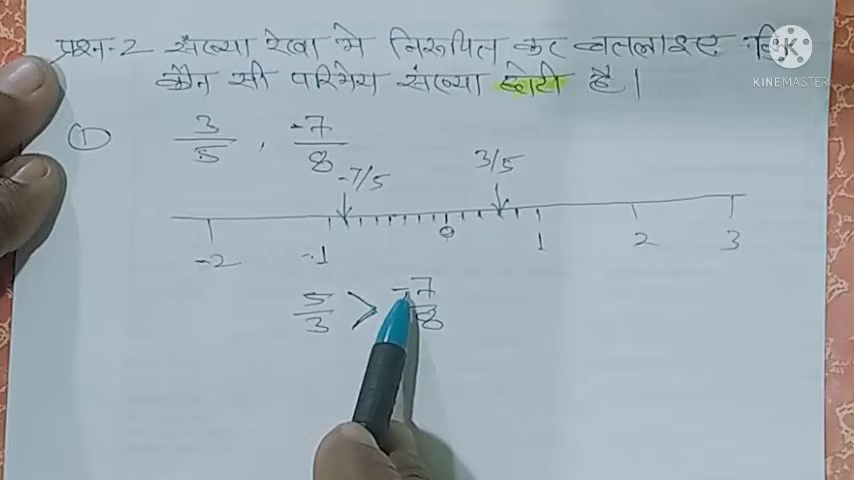 प्रश्न-2 संख्या रेखा मे निरुपित कर बतलाइए कि
कौन सी परिमेय संख्या छोटी है।
KINEMASTER
① 3/5 , -7/8
-7/5 3/5
-2 -1 0 1 2 3
5/3 > -7/8